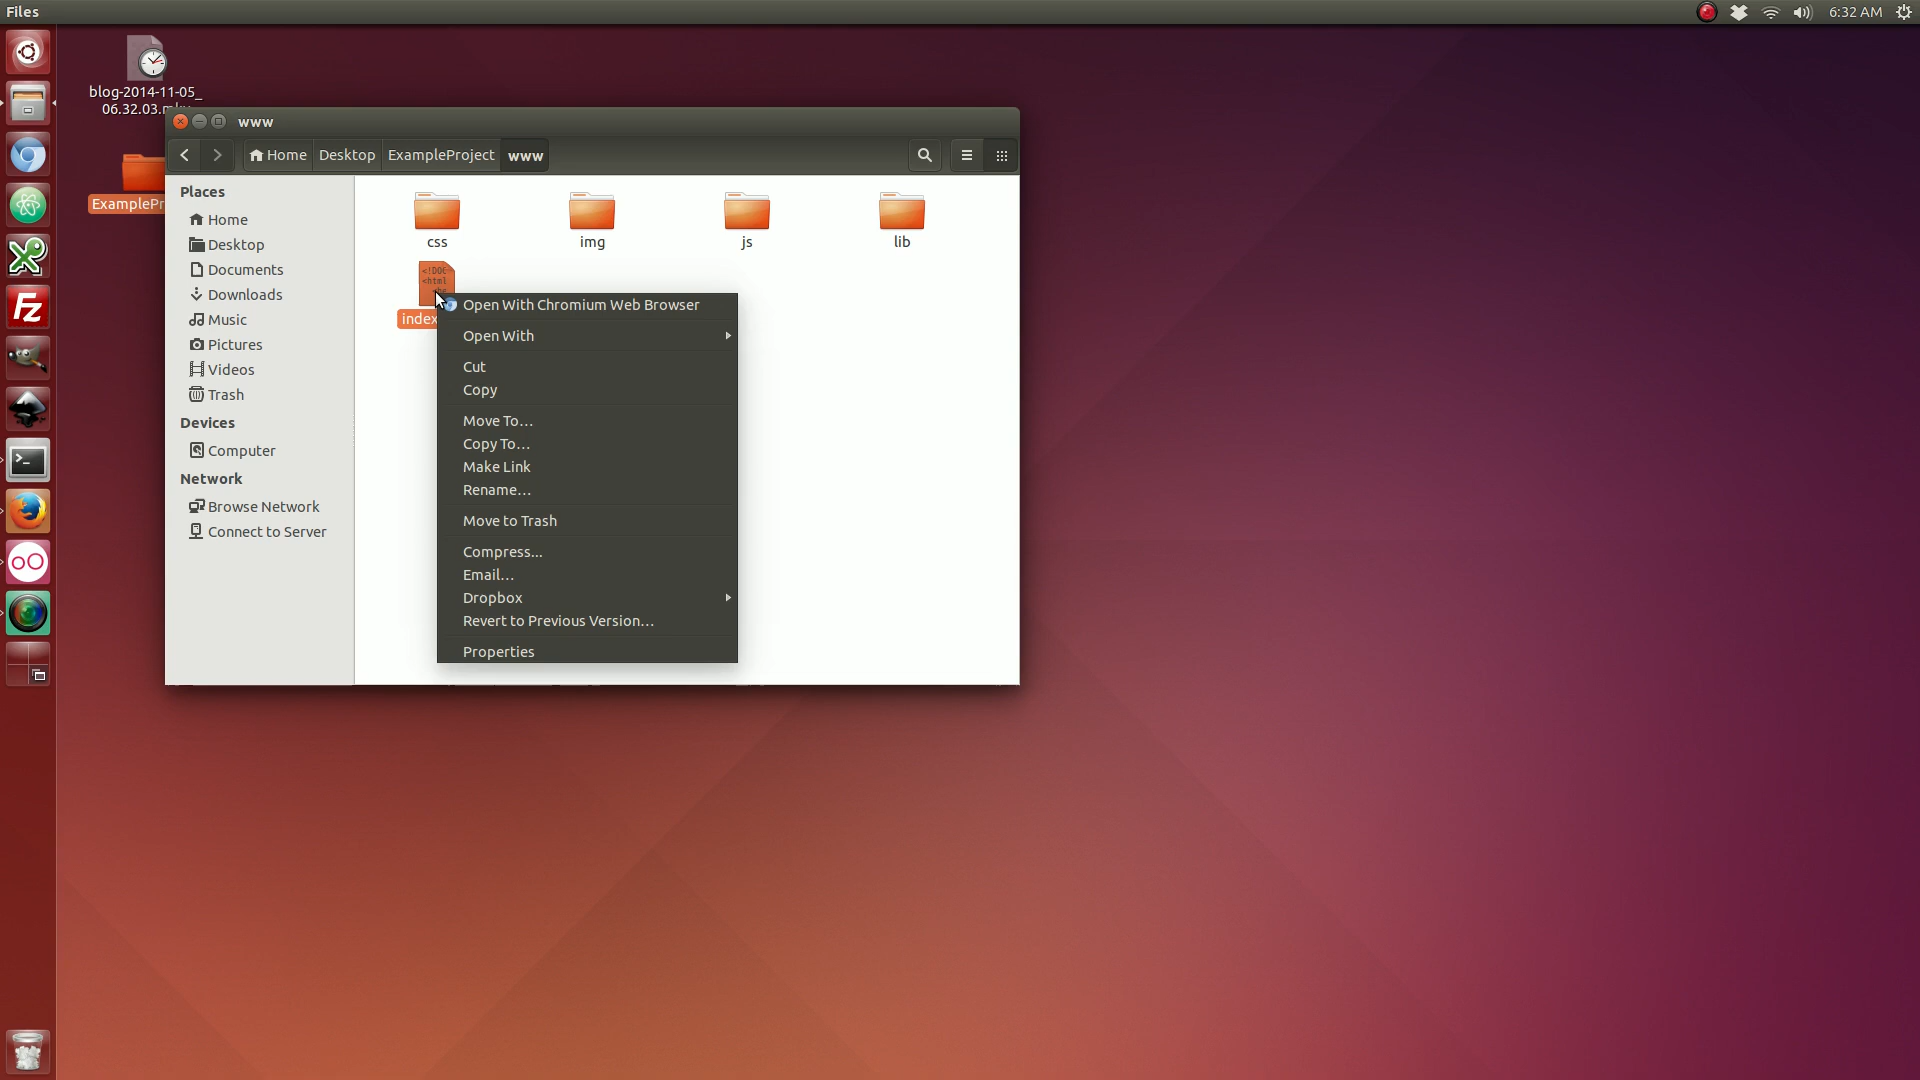 Files
6:32 AM
blog-2014-11-05_
06.32.03.mkv
www
Home
Desktop
ExampleProject
www
ExamplePr
Places
Home
Desktop
Documents
Downloads
Music
Pictures
Videos
Trash
Devices
Computer
Network
Browse Network
Connect to Server
css
img
js
lib
<!DOC
<html
<he
index
Open With Chromium Web Browser
Open With
Cut
Copy
Move To...
Copy To...
Make Link
Rename...
Move to Trash
Compress...
Email...
Dropbox
Revert to Previous Version...
Properties